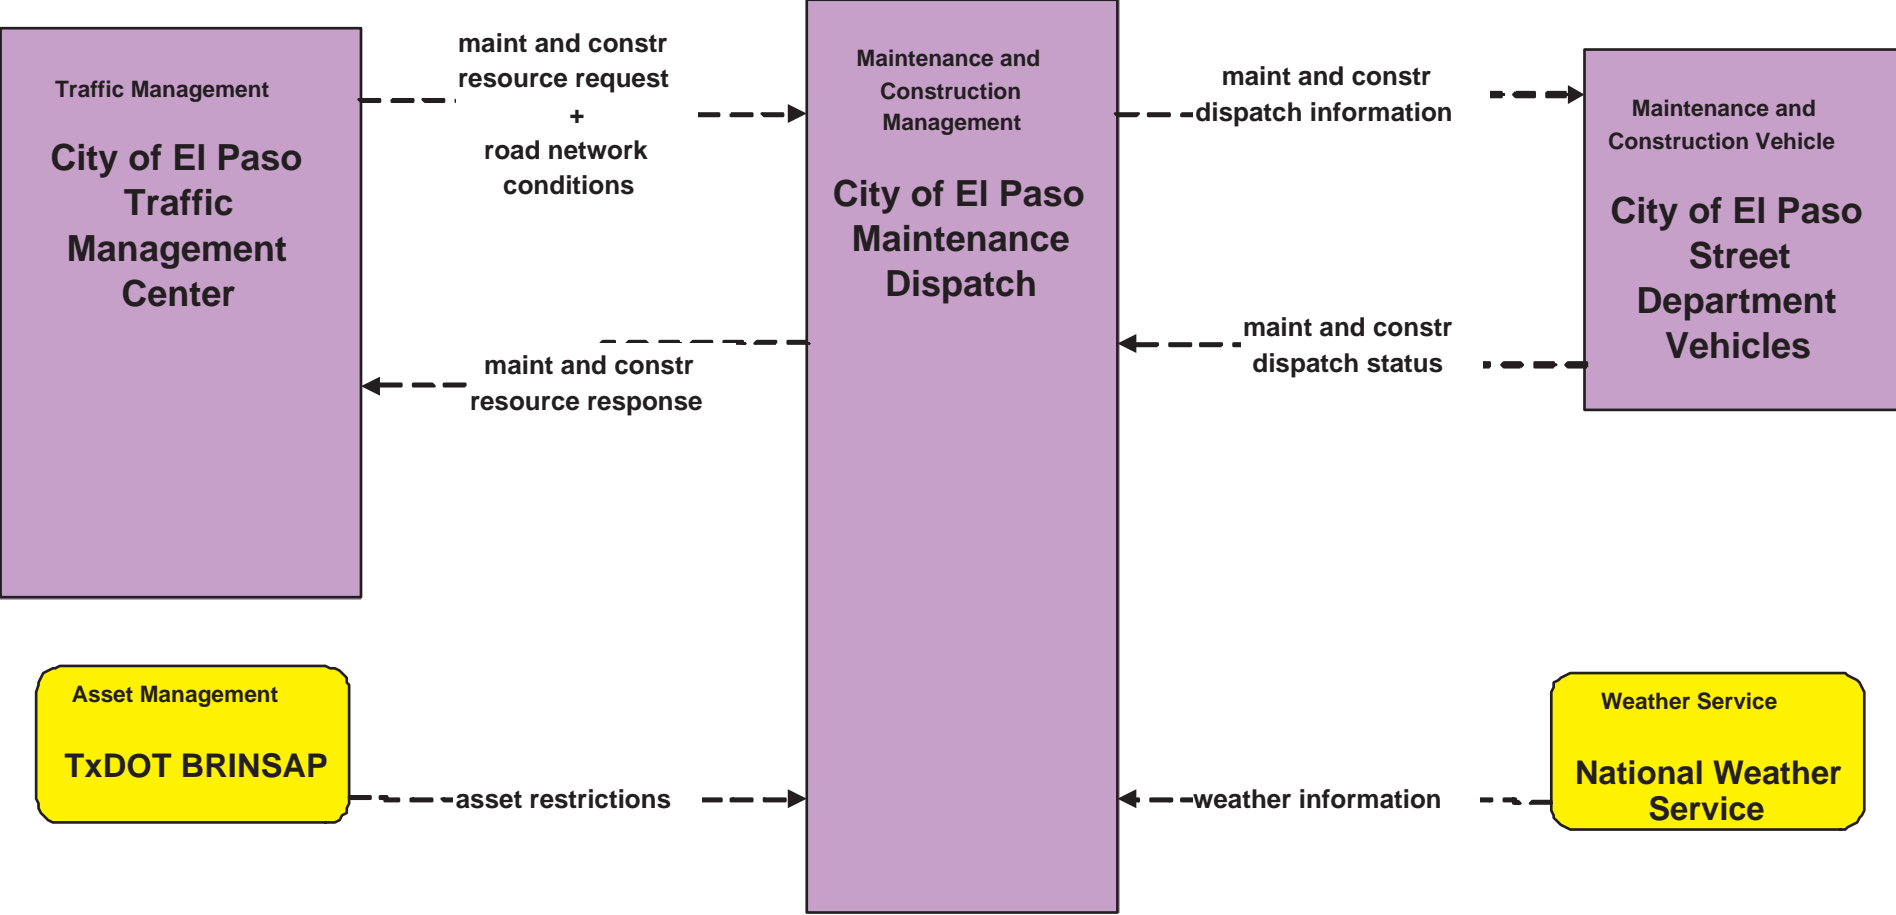 Traffic Management
City of El Paso
Traffic
Management
Center
maint and constr
resource request
+
road network
conditions
Maintenance and
Construction
Management
City of El Paso
Maintenance
Dispatch
maint and constr
dispatch information
Maintenance and
Construction Vehicle
City of El Paso
Street
Department
Vehicles
maint and constr
resource response
maint and constr
dispatch status
Asset Management
TxDOT BRINSAP
asset restrictions
weather information
Weather Service
National Weather
Service